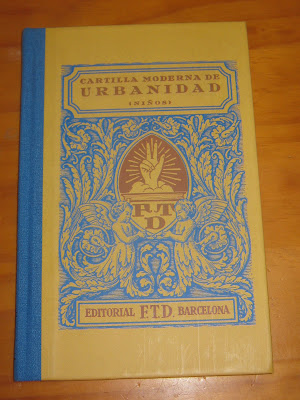 CARTILLA MODERNA DE
URBANIDAD
(NIÑOS)
F.T.
D
EDITORIAL F.T.D. BARCELONA